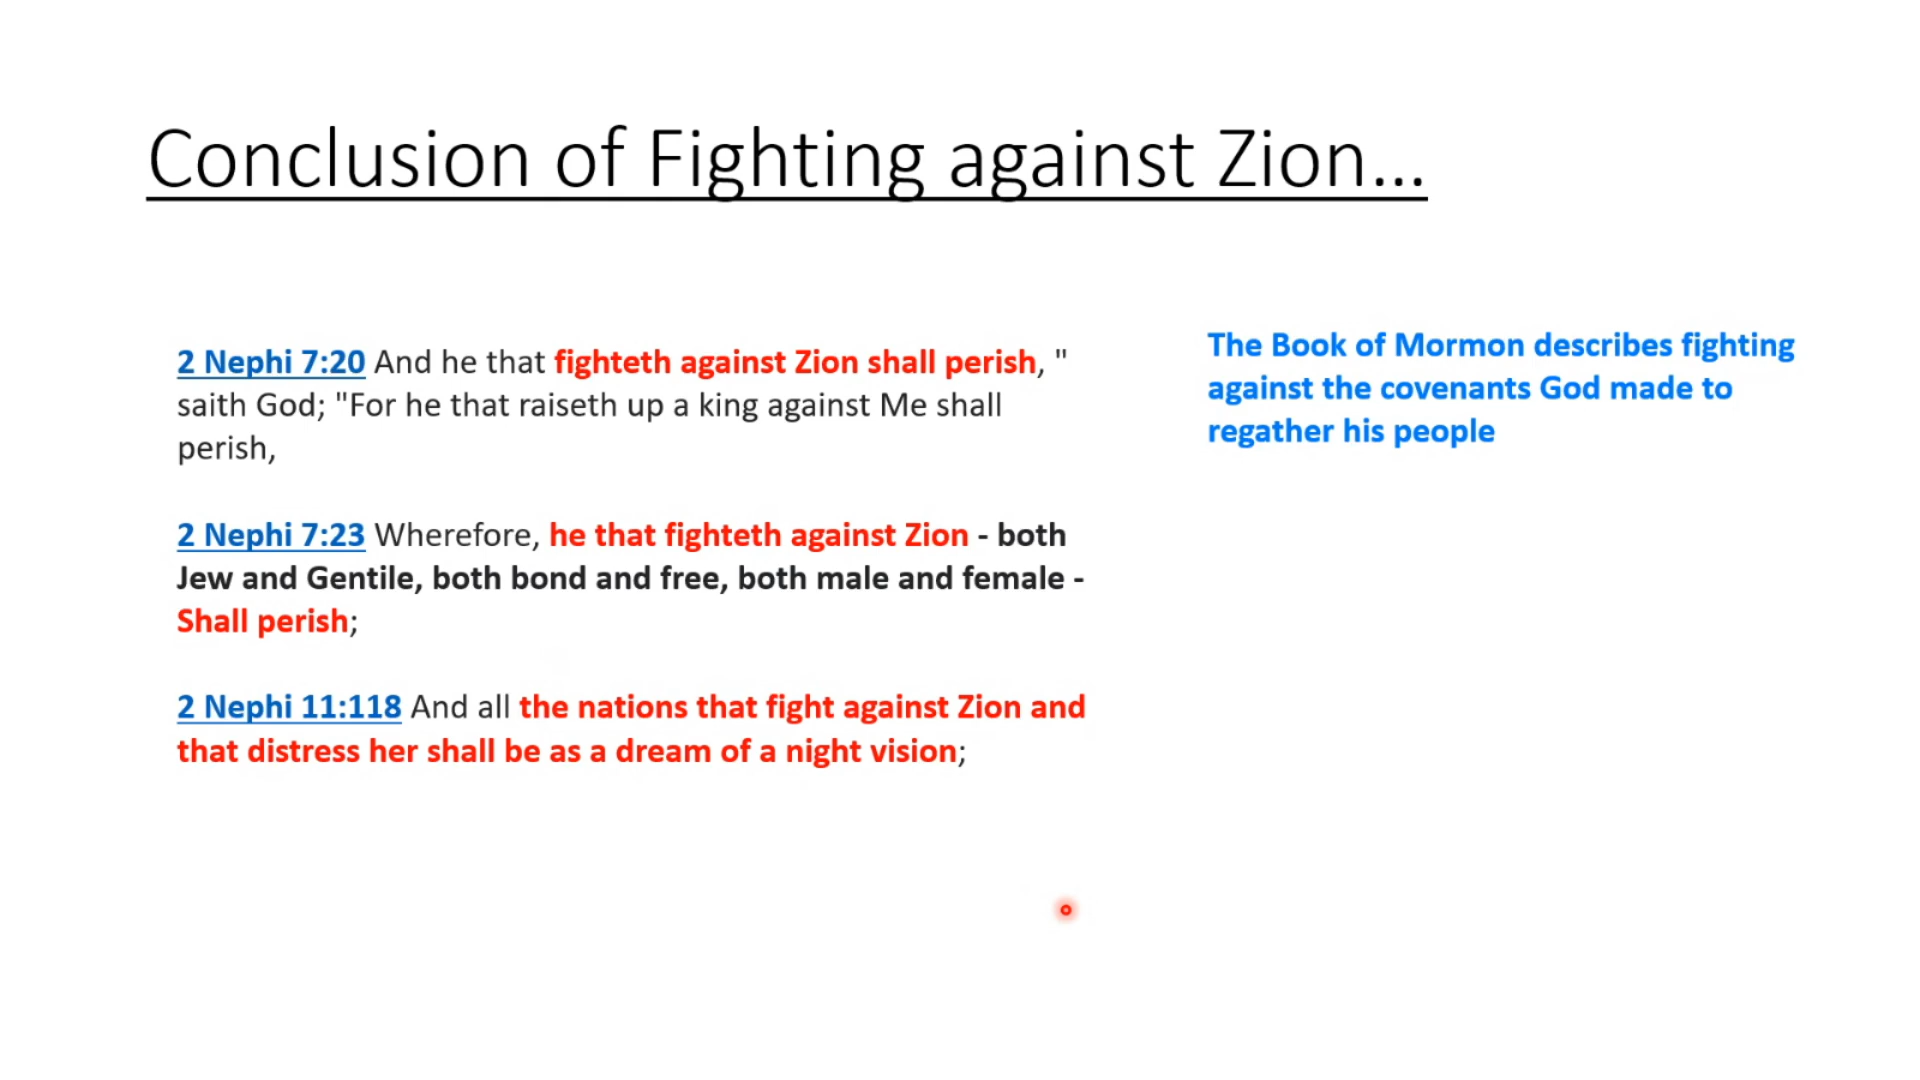 Conclusion of Fighting against Zion...
2 Nephi 7:20 And he that fighteth against Zion shall perish, "
saith God; "For he that raiseth up a king against Me shall
perish,
2 Nephi 7:23 Wherefore, he that fighteth against Zion - both
Jew and Gentile, both bond and free, both male and female -
Shall perish;
2 Nephi 11:118 And all the nations that fight against Zion and
that distress her shall be as a dream of a night vision;
The Book of Mormon describes fighting
against the covenants God made to
regather his people